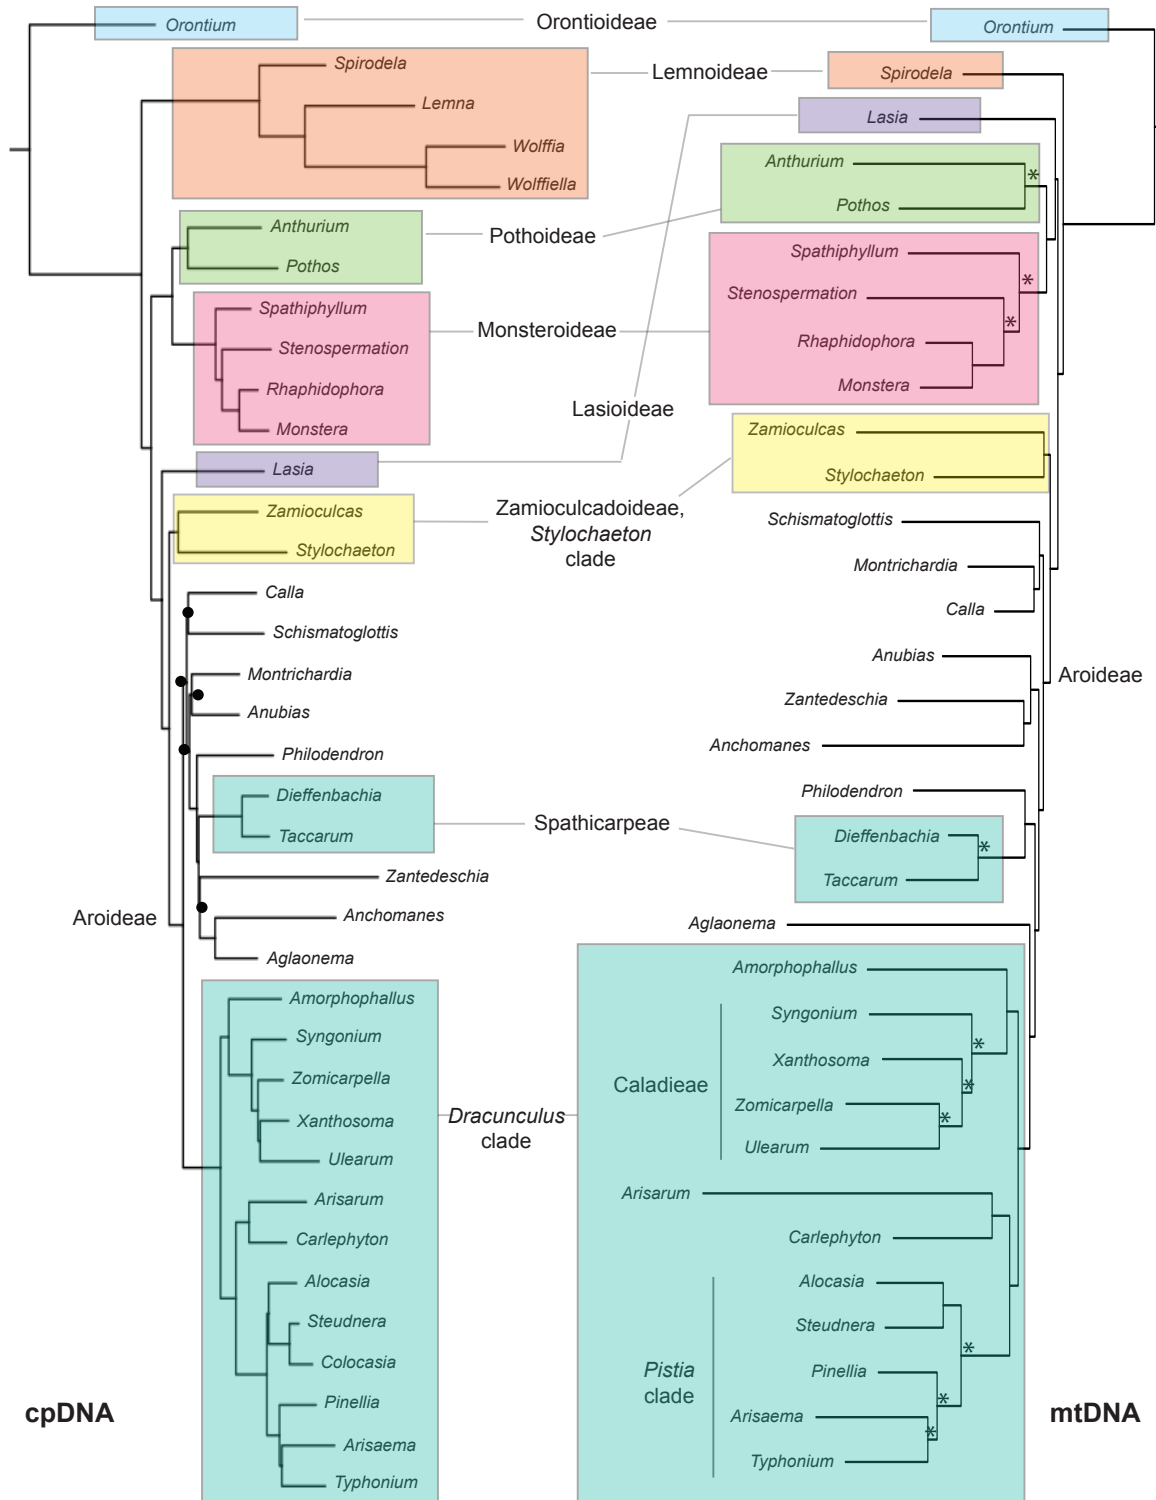 Orontium
Orontioideae
Orontium
Spirodela
Lemna
Wolffia
Wolffiella
Lemnoideae
Spirodela
Lasia
Anthurium
Pothos
Pothoideae
Anthurium
*
Pothos
Spathiphyllum
Stenospermation
Rhaphidophora
Monstera
Monsteroideae
Spathiphyllum
*
Stenospermation
*
Rhaphidophora
Monstera
Lasioideae
Lasia
Zamioculcas
Stylochaeton
Zamioculcadoideae,
Stylochaeton
clade
Zamioculcas
Stylochaeton
Calla
Schismatoglottis
Montrichardia
Anubias
Philodendron
Dieffenbachia
Taccarum
Zantedeschia
Anchomanes
Aglaonema
Aroideae
Spathicarpeae
Schismatoglottis
Montrichardia
Calla
Anubias
Zantedeschia
Anchomanes
Philodendron
Dieffenbachia
*
Taccarum
Aglaonema
Aroideae
Amorphophallus
Syngonium
Zomicarpella
Xanthosoma
Ulearum
Arisarum
Carlephyton
Alocasia
Steudnera
Colocasia
Pinellia
Arisaema
Typhonium
cpDNA
Dracunculus
clade
Amorphophallus
Syngonium
*
Xanthosoma
*
Caladieae
Zomicarpella
*
Ulearum
Arisarum
Carlephyton
Alocasia
Steudnera
*
Pistia
clade
Pinellia
*
Arisaema
*
Typhonium
mtDNA